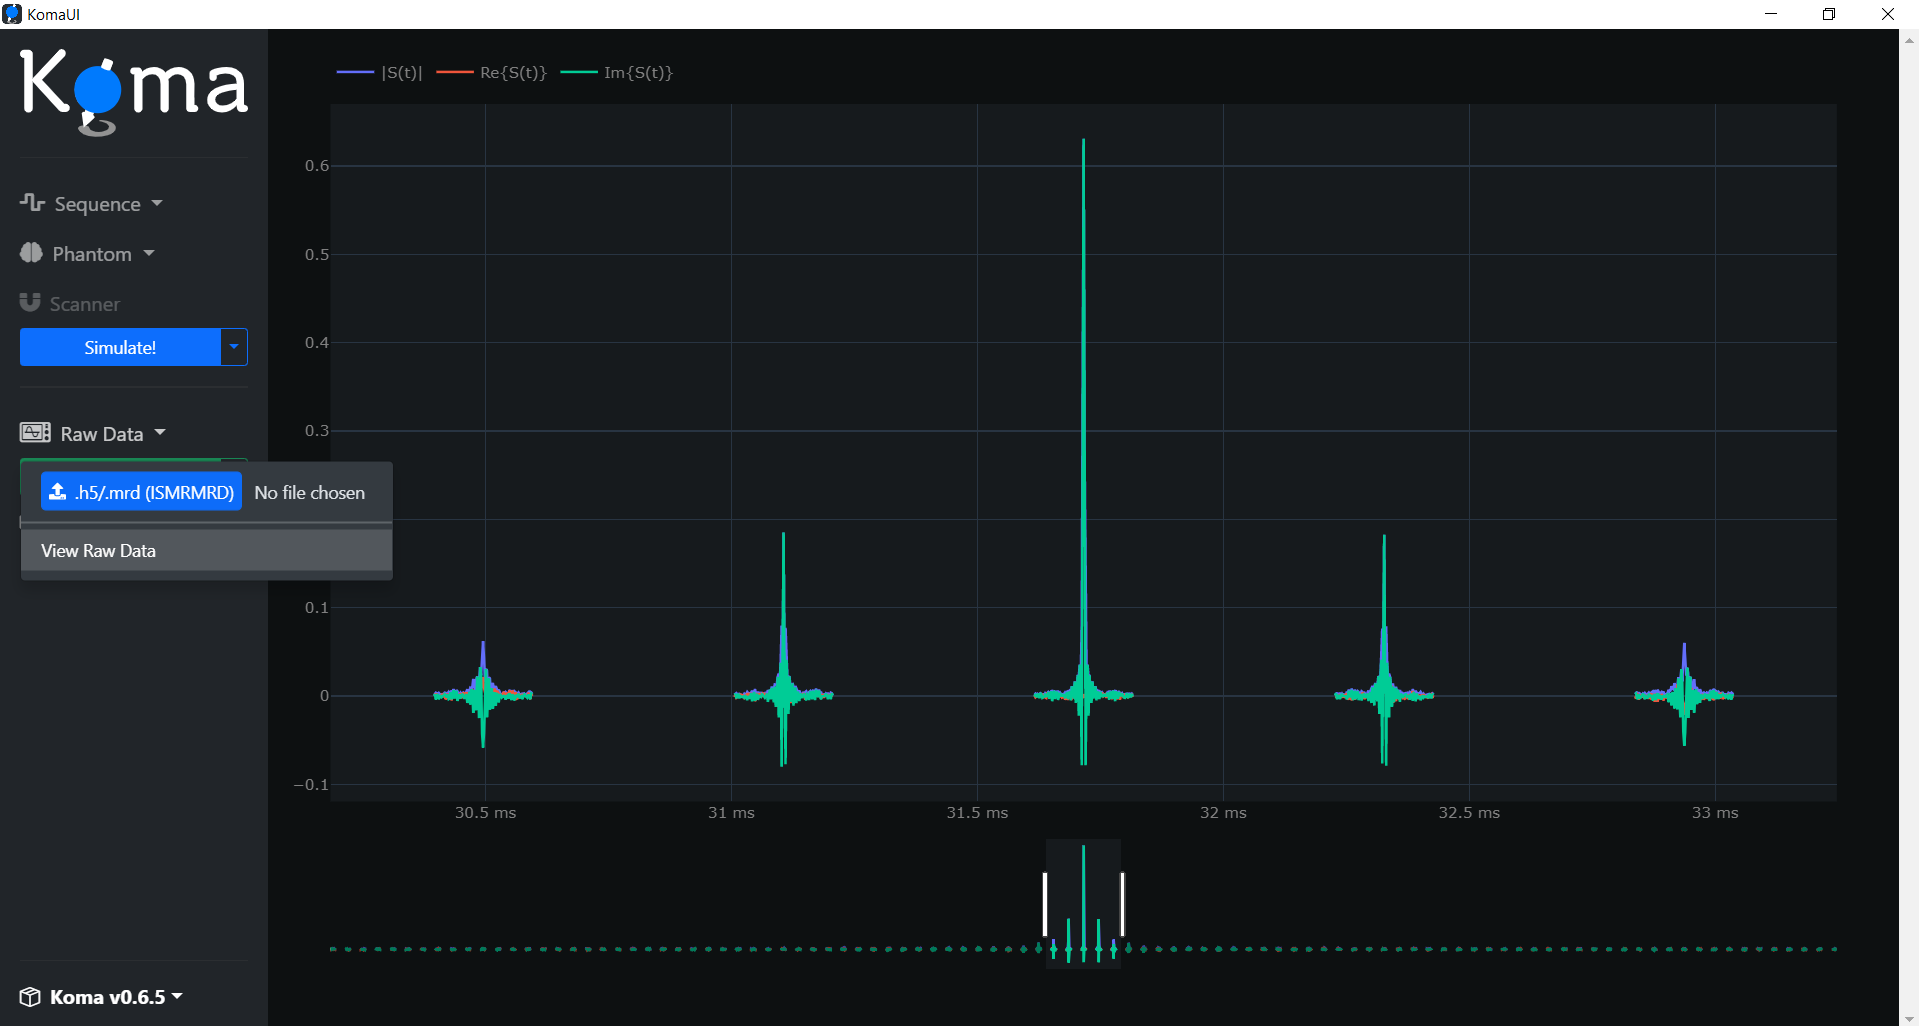 KomaUI
Koma
Sequence
Phantom
Scanner
Simulate!
Raw Data
.h5/.mrd (ISMRMRD) No file chosen
View Raw Data
Koma v0.6.5
|S(t)| Re{S(t)} Im{S(t)}
0.6
0.5
0.4
0.3
0.1
0
−0.1
30.5 ms 31 ms 31.5 ms 32 ms 32.5 ms 33 ms